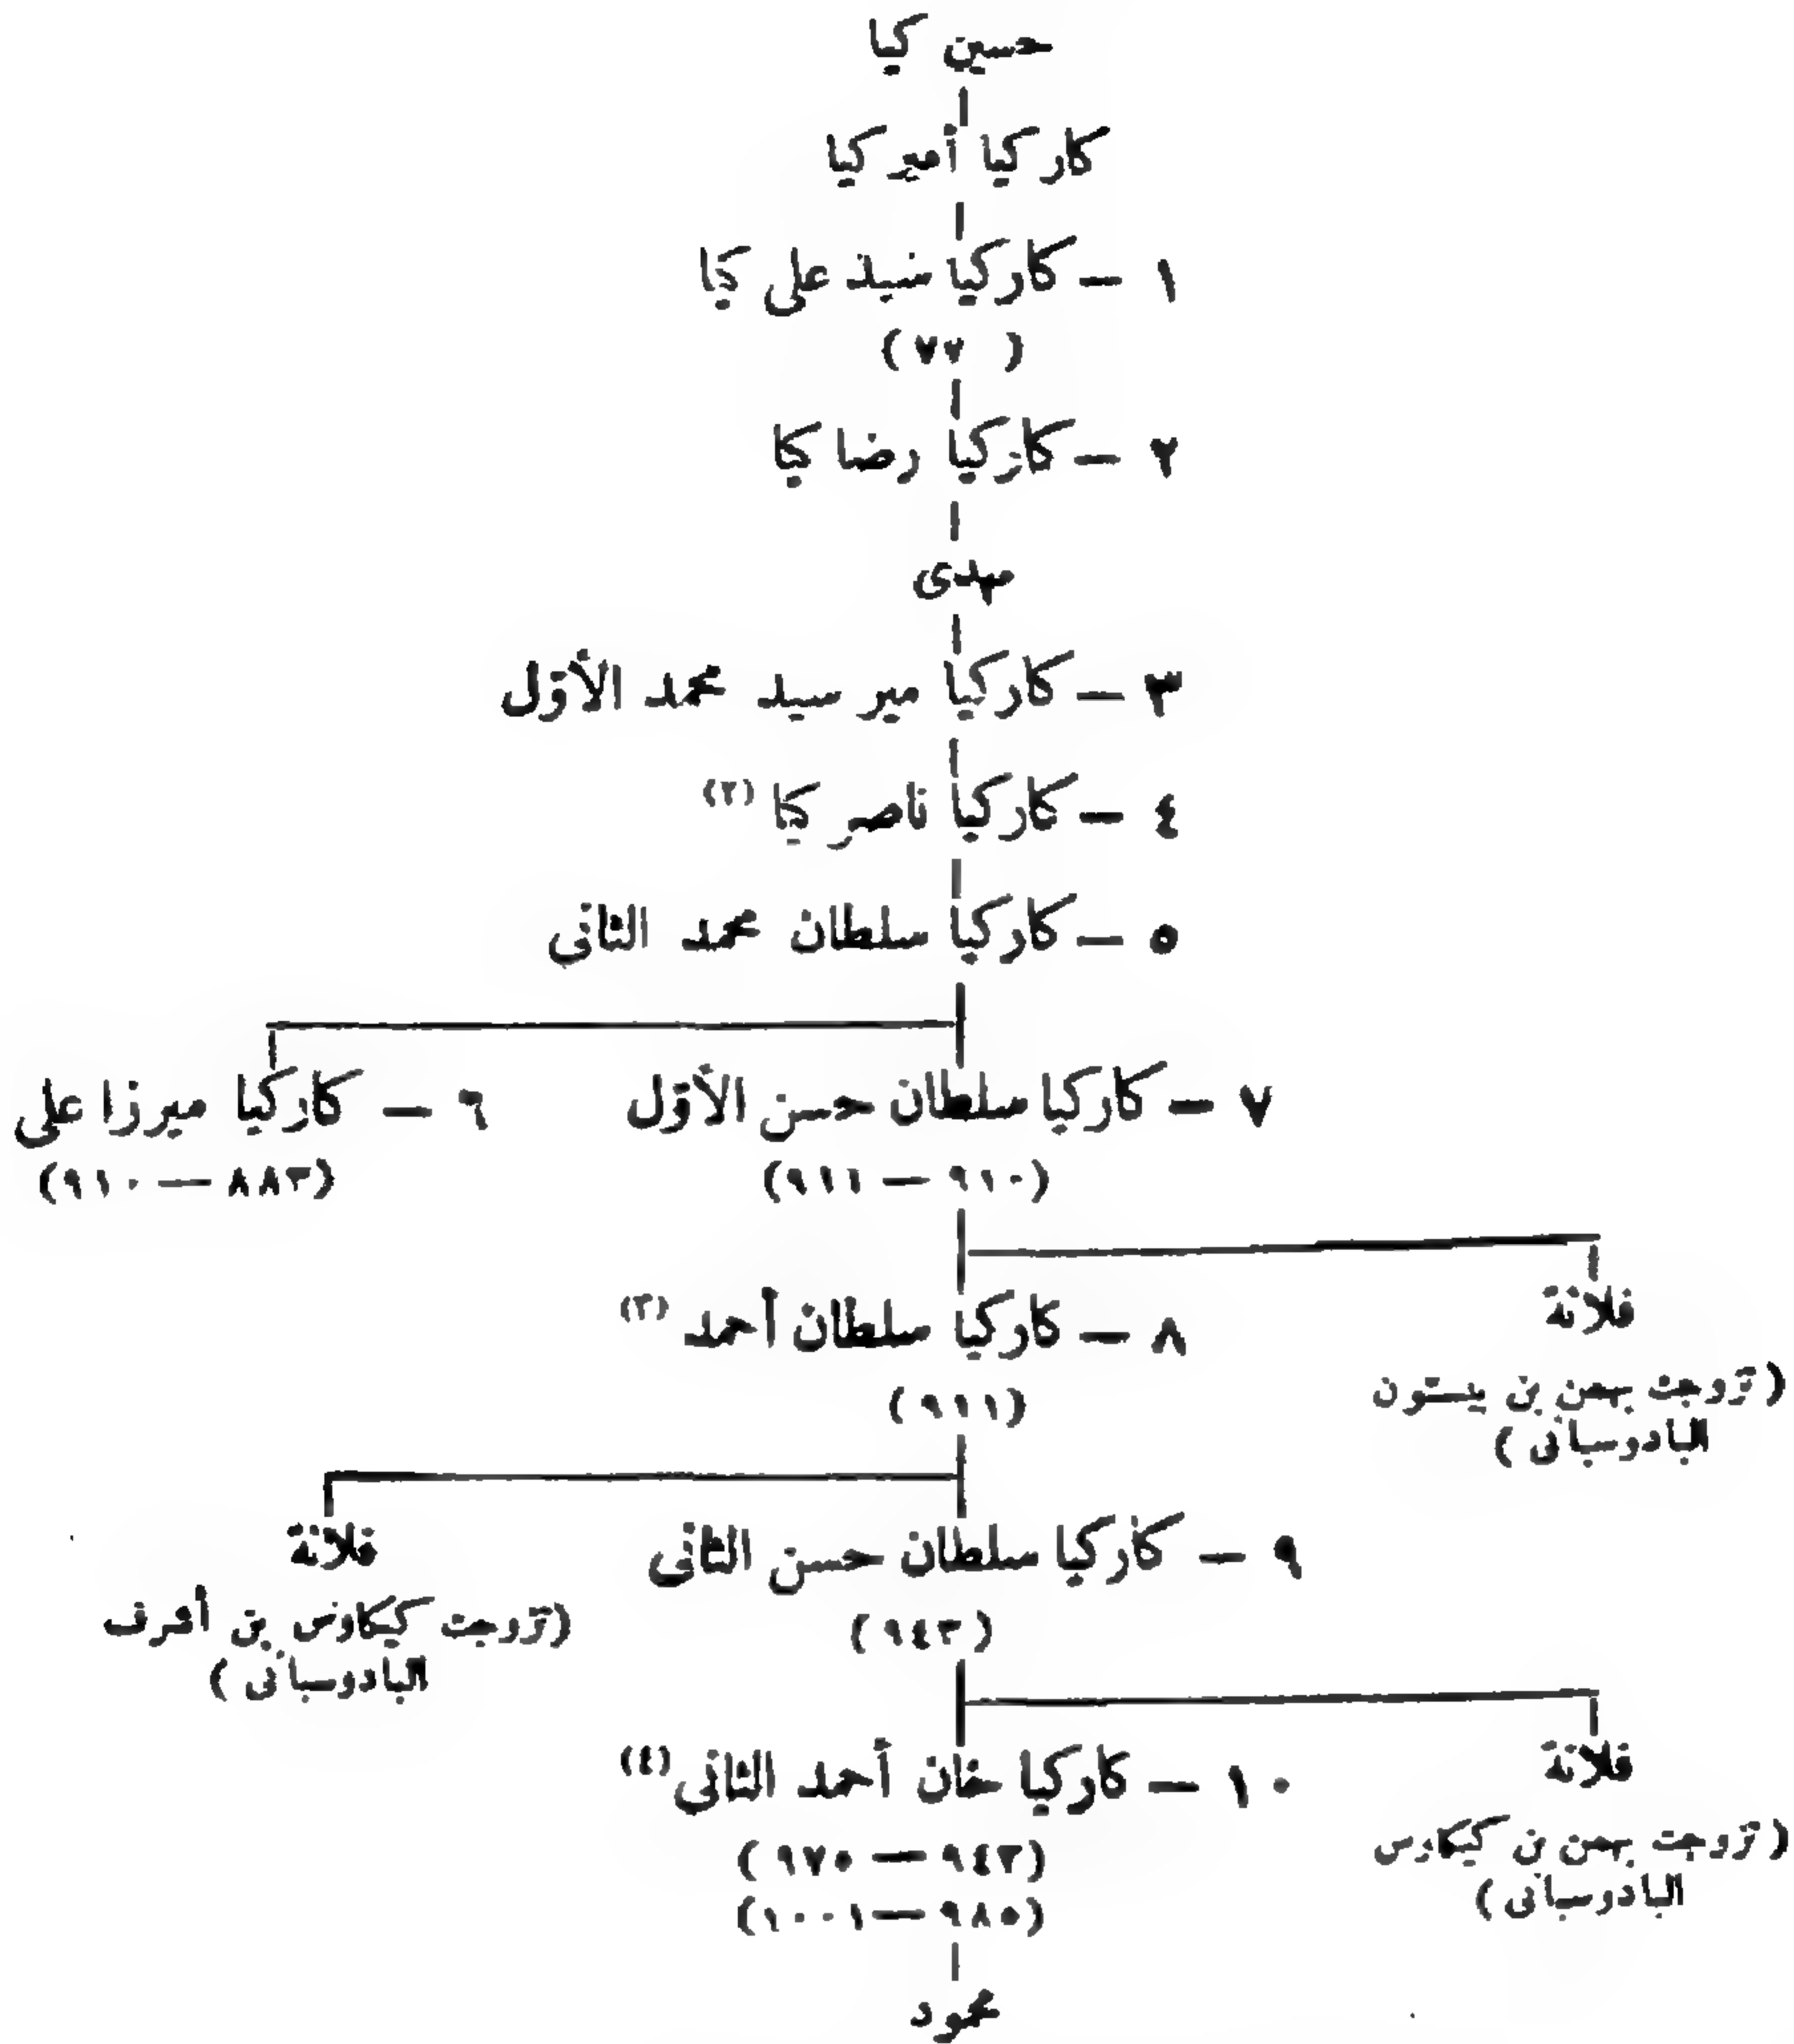 حسين كيا
كاركيا أمير كيا
١ – كاركيا سيد على كيا
( ٧٧)
٢ – كاركيا رضا كيا
مهدى
٣ – كاركيا مير سيد محمد الأوّل
٤ – كاركيا ناصر كيا (٢)
٥ – كاركيا سلطان محمد الثانى
٧ – كاركيا سلطان حسن الأوّل
(٩١٠ – ٩١١)
٦ – كاركيا ميرزا على
(٨٨٣ – ٩١٠)
فلانة
(تزوجت بهمن بن بيستون
البادوسبانى)
٨ – كاركيا سلطان أحمد (٣)
(٩١١)
٩ – كاركيا سلطان حسن الثانى
(٩٤٣)
فلانة
(تزوجت كيكاوس بن أشرف
البادوسبانى)
فلانة
(تزوجت بهمن بن كيكاوس
البادوسبانى)
١٠ – كاركيا خان أحمد الثانى (٤)
(٩٤٣ – ٩٧٥)
(٩٨٥ – ١٠٠١)
محمود